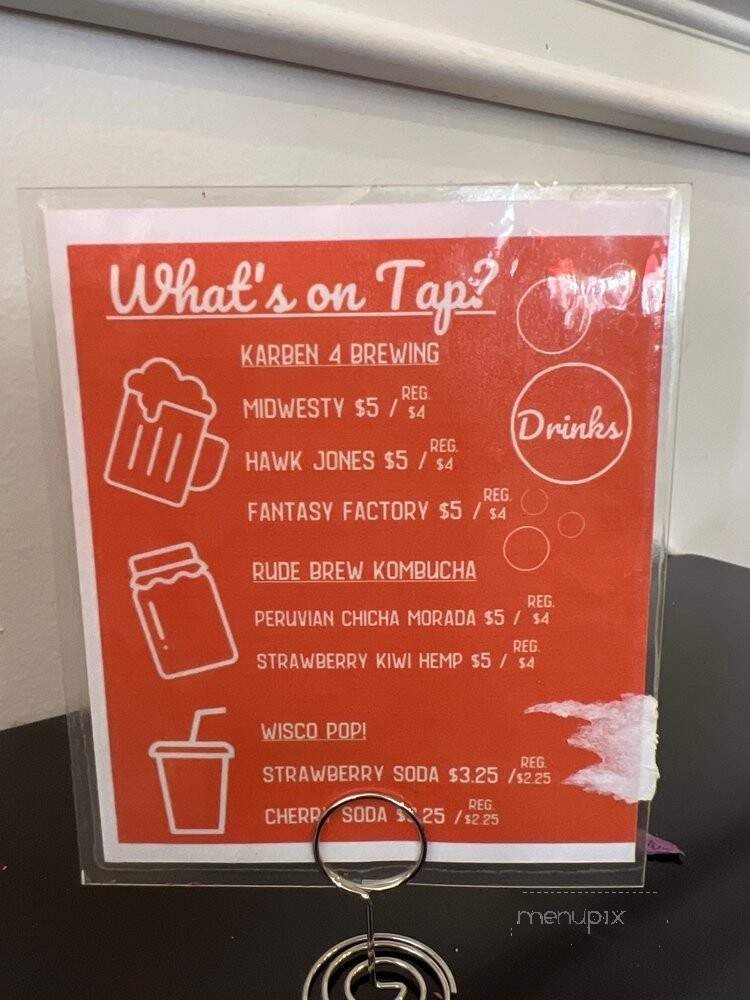 What's on Tap?
KARBEN 4 BREWING
MIDWESTY $5 / REG. $4
Drinks
HAWK JONES $5 / REG. $4
FANTASY FACTORY $5 / REG. $4
RUDE BREW KOMBUCHA
PERUVIAN CHICHA MORADA $5 / REG. $4
STRAWBERRY KIWI HEMP $5 / REG. $4
WISCO POP!
STRAWBERRY SODA $3.25 / REG. $2.25
CHERRY SODA / REG. $2.25
menupix